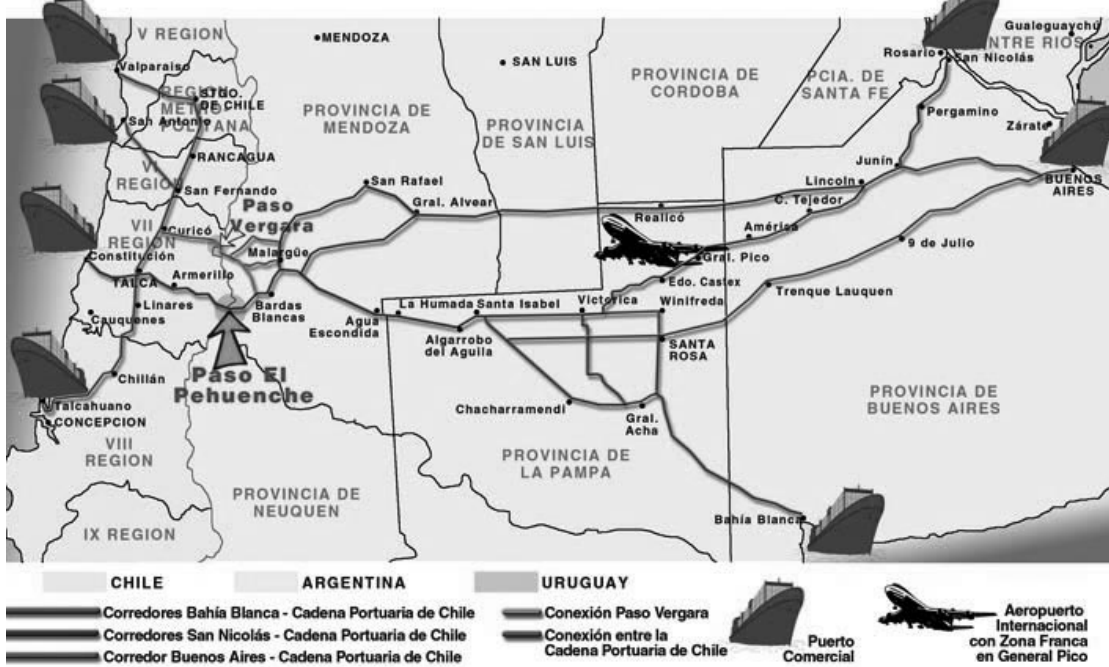 V REGION
MENDOZA
SAN LUIS
Valparaiso
REGION
METRO
POLITANA
STGO.
DE CHILE
San Antonio
RANCAGUA
VI
REGION
San Fernando
Curicó
VII
REGION
Constitución
Armerillo
TALCA
Linares
Cauquenes
Chillán
Talcahuano
CONCEPCION
VIII
REGION
IX REGION
PROVINCIA
DE
MENDOZA
San Rafael
Gral. Alvear
Paso
Vergara
Malargüe
Bardas
Blancas
Paso El
Pehuenche
PROVINCIA DE
NEUQUEN
PROVINCIA
DE SAN LUIS
PROVINCIA
DE
CORDOBA
PCIA. DE
SANTA FE
Gualeguaychú
ENTRE RIOS
Rosario
San Nicolás
Pergamino
Zárate
BUENOS
AIRES
Junín
Lincoln
C. Tejedor
Realicó
América
Gral. Pico
9 de Julio
Edo. Castex
Trenque Lauquen
Agua
Escondida
La Humada
Santa Isabel
Victorica
Winifreda
Algarrobo
del Aguila
SANTA
ROSA
Chacharramendi
Gral.
Acha
PROVINCIA DE
LA PAMPA
PROVINCIA DE
BUENOS AIRES
Bahía Blanca
CHILE
ARGENTINA
URUGUAY
Corredores Bahía Blanca - Cadena Portuaria de Chile
Corredores San Nicolás - Cadena Portuaria de Chile
Corredor Buenos Aires - Cadena Portuaria de Chile
Conexión Paso Vergara
Conexión entre la
Cadena Portuaria de Chile
Puerto
Comercial
Aeropuerto
Internacional
con Zona Franca
en General Pico